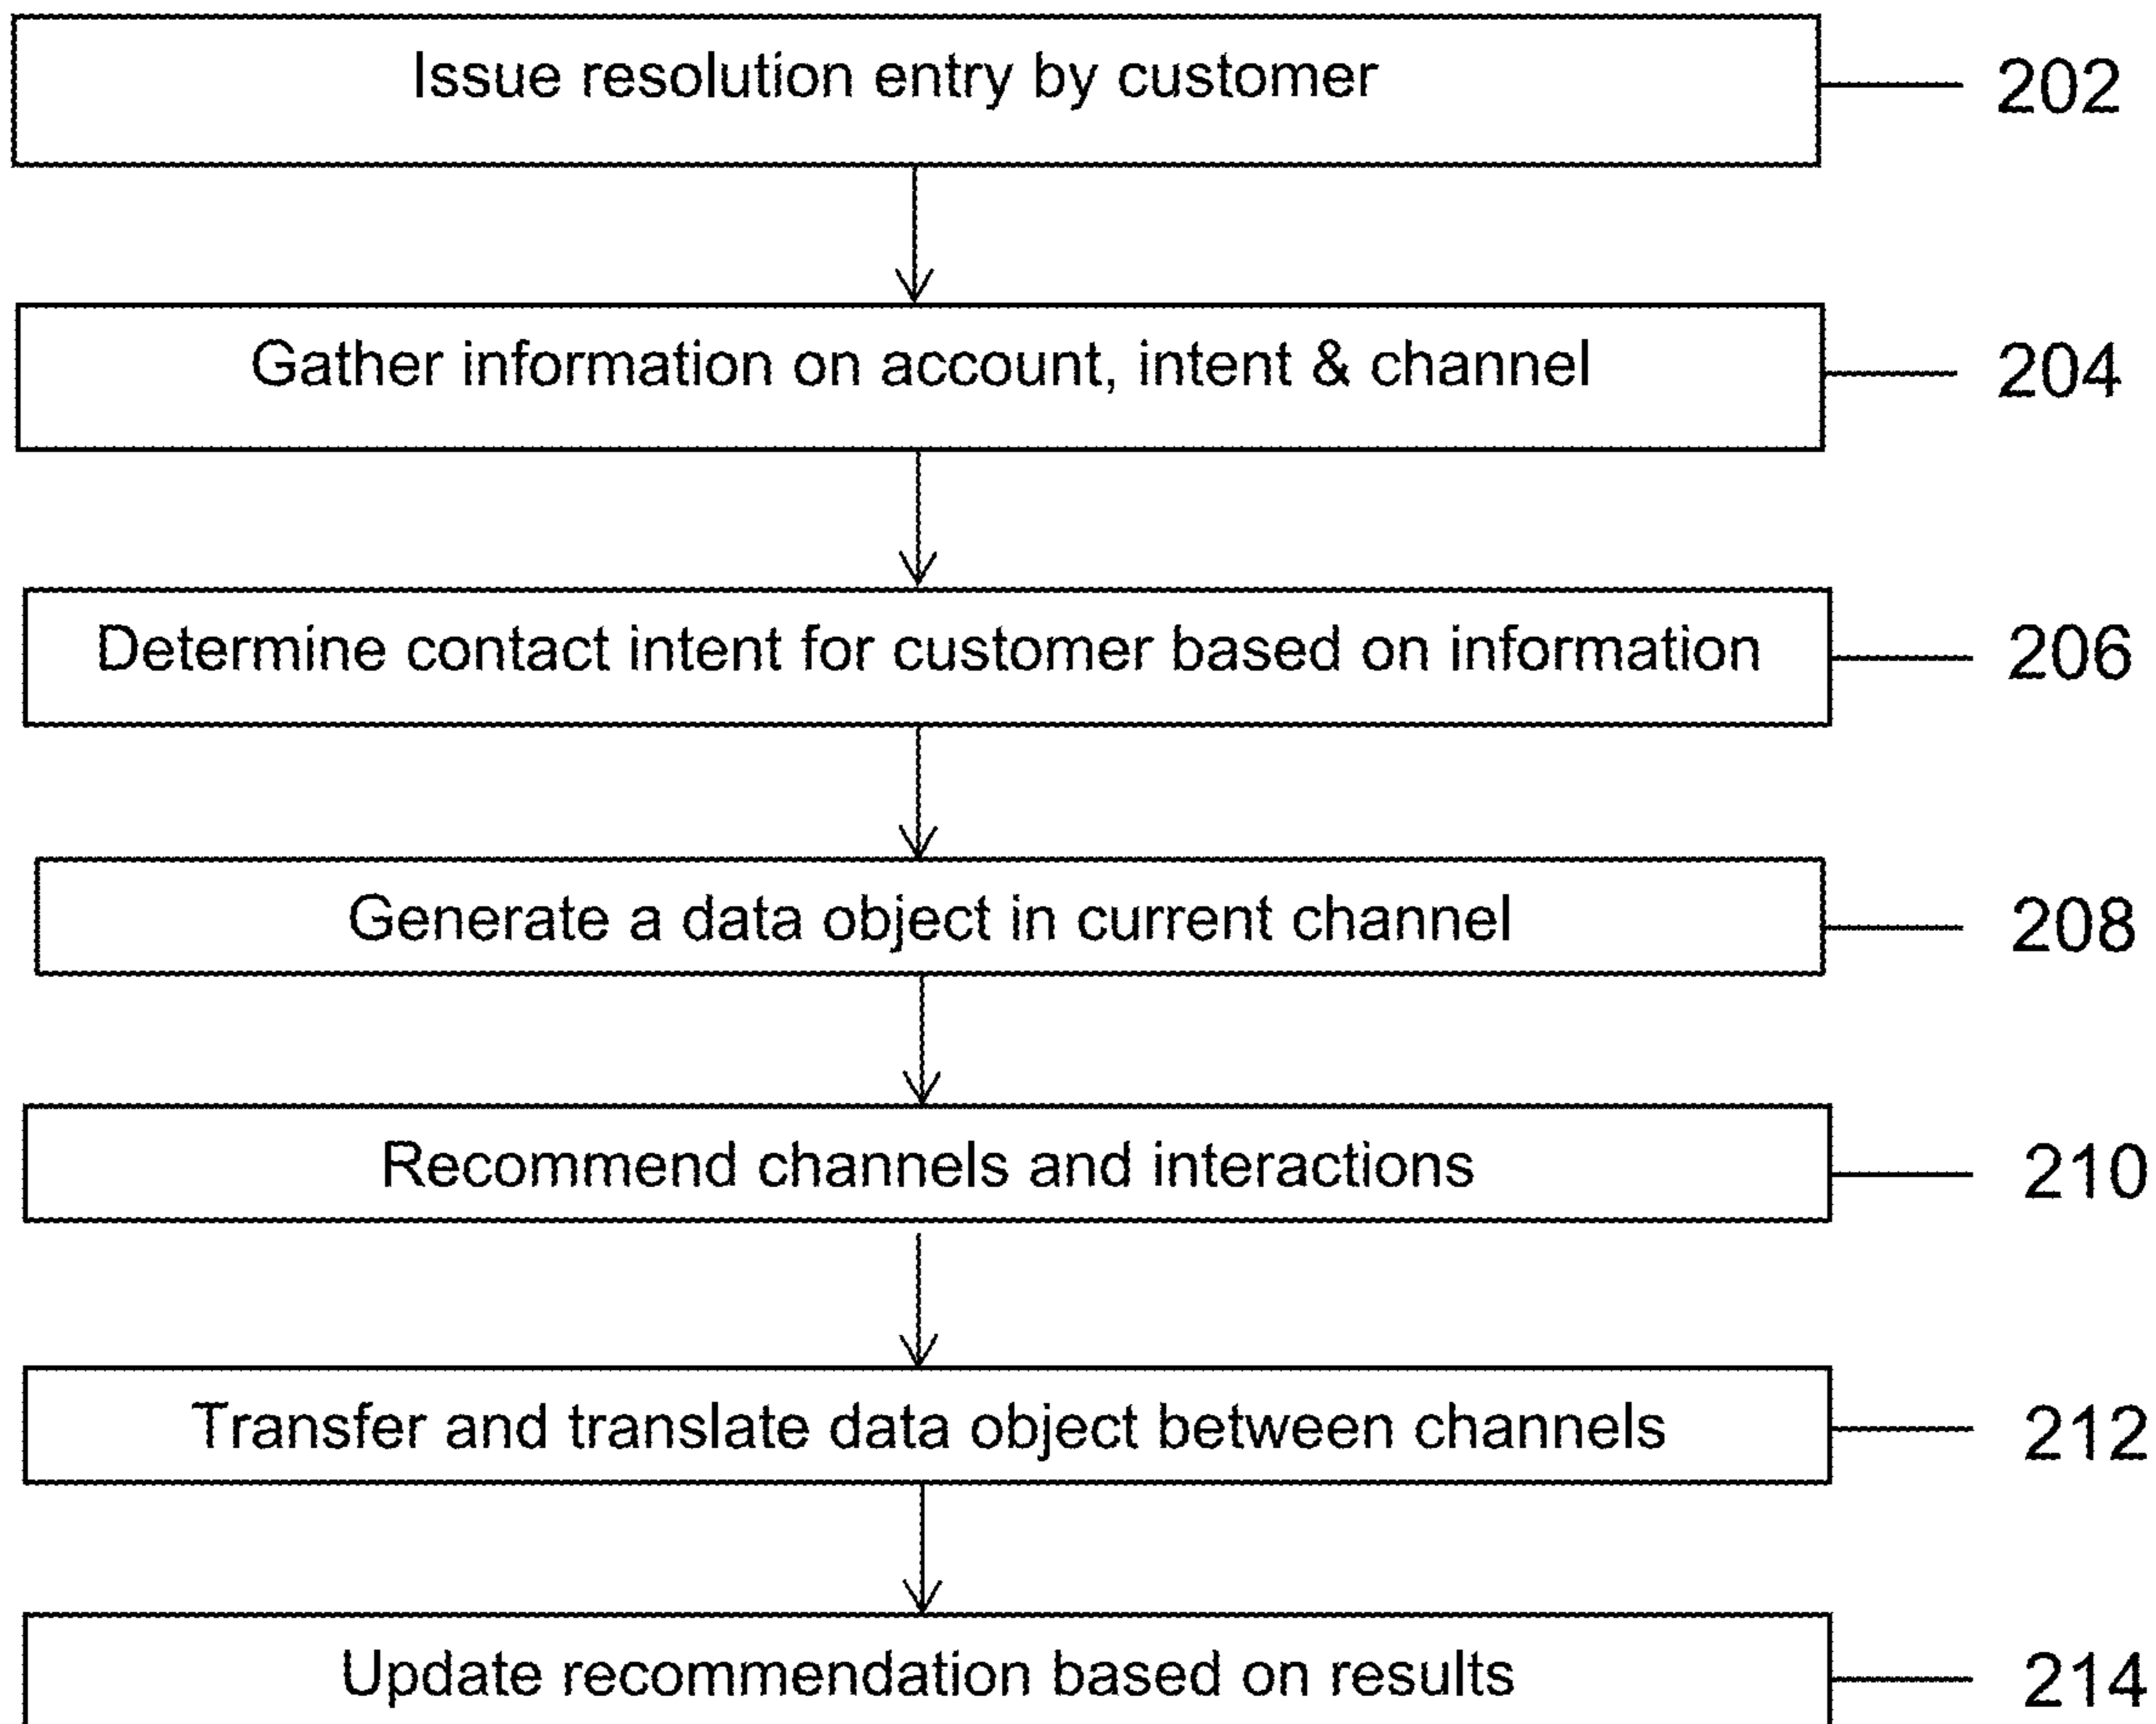 Issue resolution entry by customer 202
Gather information on account, intent & channel 204
Determine contact intent for customer based on information 206
Generate a data object in current channel 208
Recommend channels and interactions 210
Transfer and translate data object between channels 212
Update recommendation based on results 214